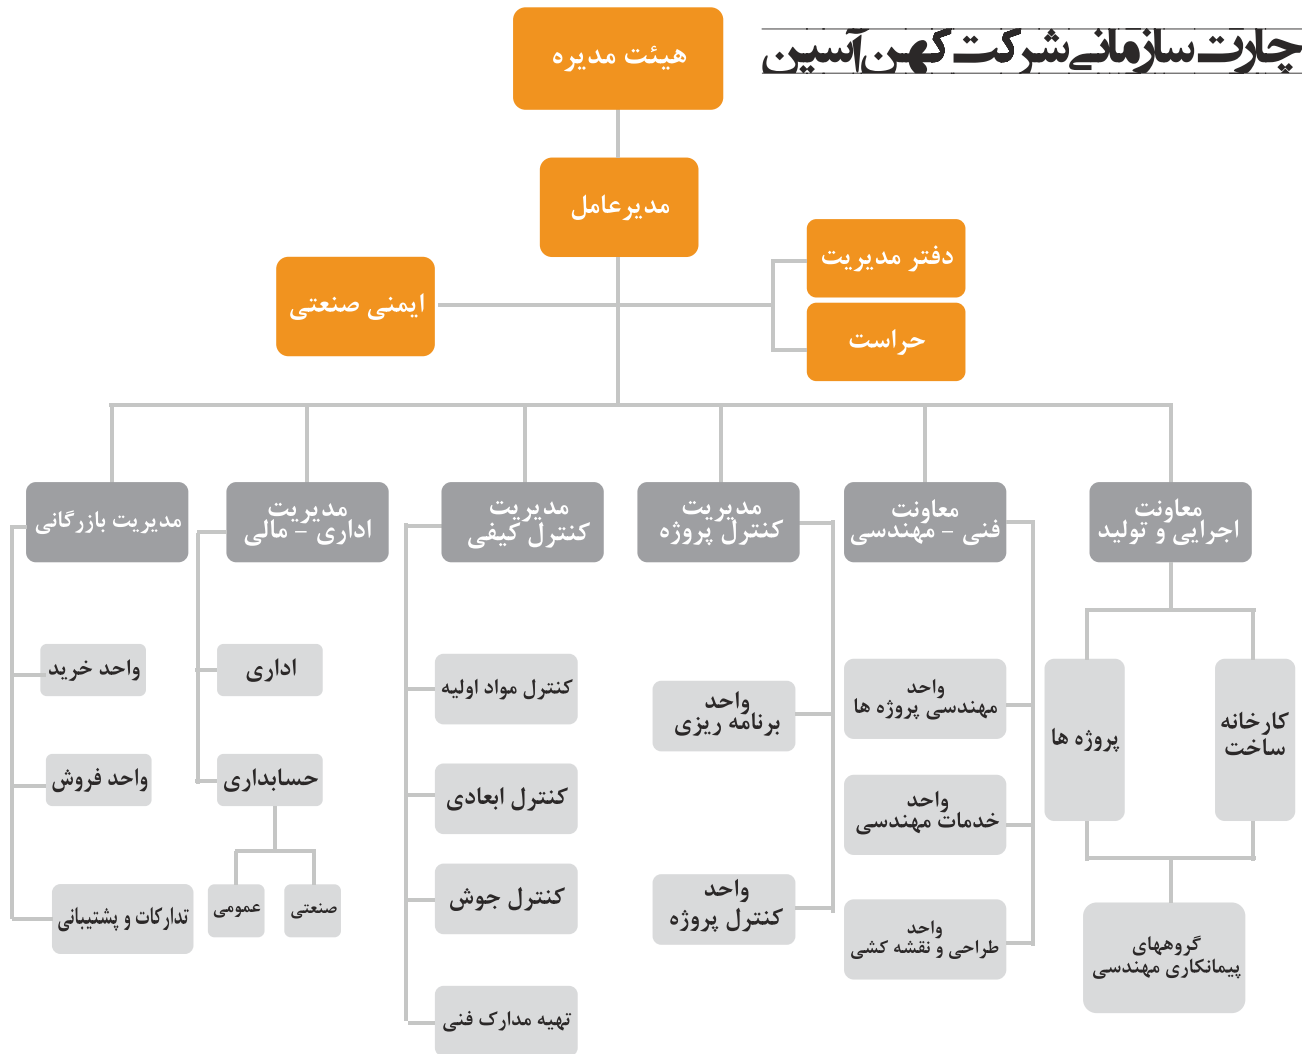 چارت سازمانی شرکت کهن آسین
هیئت مدیره
مدیرعامل
دفتر مدیریت
حراست
ایمنی صنعتی
معاونت
اجرایی و تولید
کارخانه
ساخت
پروژه ها
گروههای
پیمانکاری مهندسی
معاونت
فنی - مهندسی
واحد
مهندسی پروژه ها
واحد
خدمات مهندسی
واحد
طراحی و نقشه کشی
مدیریت
کنترل پروژه
واحد
برنامه ریزی
واحد
کنترل پروژه
مدیریت
کنترل کیفی
کنترل مواد اولیه
کنترل ابعادی
کنترل جوش
تهیه مدارک فنی
مدیریت
اداری - مالی
اداری
حسابداری
صنعتی
عمومی
مدیریت بازرگانی
واحد خرید
واحد فروش
تدارکات و پشتیبانی